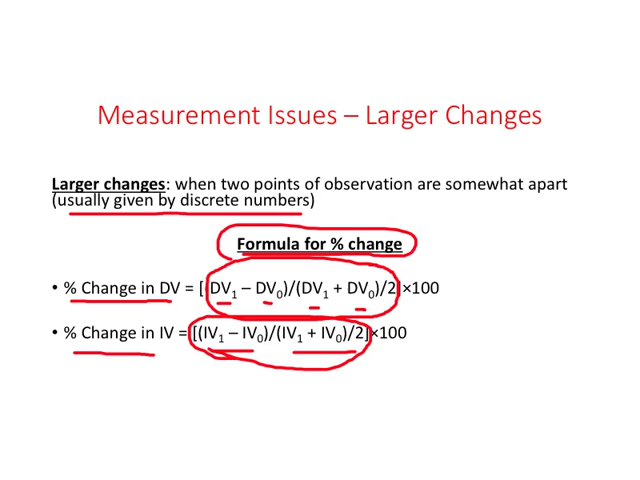 Measurement Issues – Larger Changes
Larger changes: when two points of observation are somewhat apart
(usually given by discrete numbers)
Formula for % change
• % Change in DV = [(DV₁ – DV₀)/(DV₁ + DV₀)/2]×100
• % Change in IV = [(IV₁ – IV₀)/(IV₁ + IV₀)/2]×100